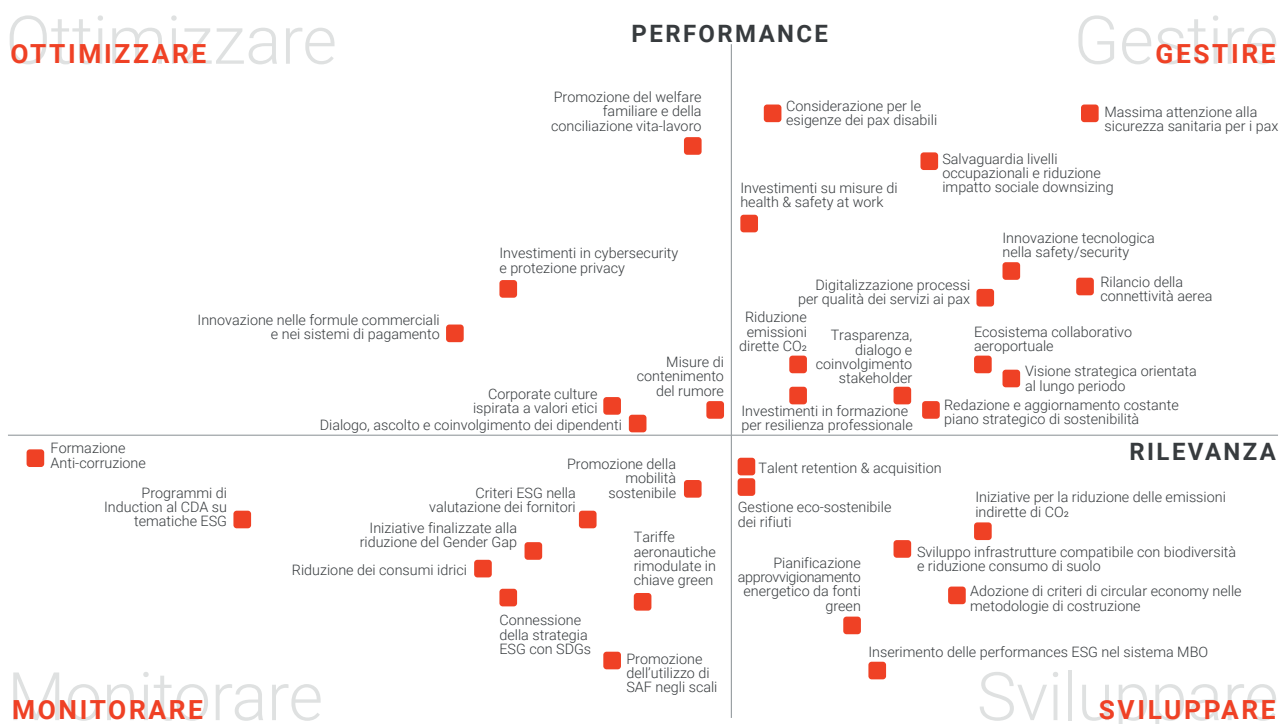 Ottimizzare
OTTIMIZZARE
PERFORMANCE
Gestire
GESTIRE
Promozione del welfare
familiare e della
conciliazione vita-lavoro
Considerazione per le
esigenze dei pax disabili
Massima attenzione alla
sicurezza sanitaria per i pax
Salvaguardia livelli
occupazionali e riduzione
impatto sociale downsizing
Investimenti su misure di
health & safety at work
Investimenti in cybersecurity
e protezione privacy
Innovazione tecnologica
nella safety/security
Digitalizzazione processi
per qualità dei servizi ai pax
Rilancio della
connettività aerea
Innovazione nelle formule commerciali
e nei sistemi di pagamento
Riduzione
emissioni
dirette CO₂
Trasparenza,
dialogo e
coinvolgimento
stakeholder
Ecosistema collaborativo
aeroportuale
Visione strategica orientata
al lungo periodo
Misure di
contenimento
del rumore
Corporate culture
ispirata a valori etici
Dialogo, ascolto e coinvolgimento dei dipendenti
Investimenti in formazione
per resilienza professionale
Redazione e aggiornamento costante
piano strategico di sostenibilità
RILEVANZA
Formazione
Anti-corruzione
Programmi di
Induction al CDA su
tematiche ESG
Promozione della
mobilità
sostenibile
Criteri ESG nella
valutazione dei fornitori
Iniziative finalizzate alla
riduzione del Gender Gap
Riduzione dei consumi idrici
Tariffe
aeronautiche
rimodulate in
chiave green
Connessione
della strategia
ESG con SDGs
Promozione
dell'utilizzo di
SAF negli scali
Talent retention & acquisition
Gestione eco-sostenibile
dei rifiuti
Iniziative per la riduzione delle emissioni
indirette di CO₂
Sviluppo infrastrutture compatibile con biodiversità
e riduzione consumo di suolo
Pianificazione
approvvigionamento
energetico da fonti
green
Adozione di criteri di circular economy nelle
metodologie di costruzione
Inserimento delle performances ESG nel sistema MBO
Monitorare
MONITORARE
Sviluppare
SVILUPPARE